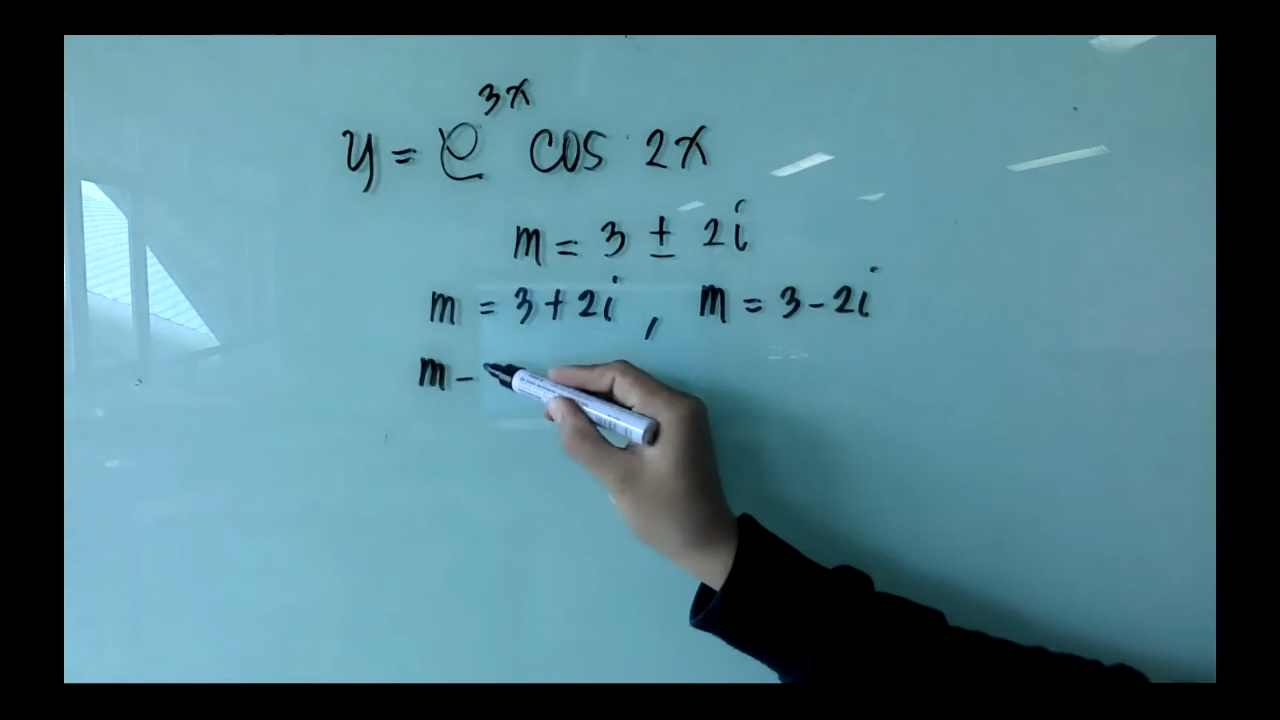 y = e^{3x} cos 2x
m = 3 ± 2i
m = 3 + 2i , m = 3 - 2i
m -